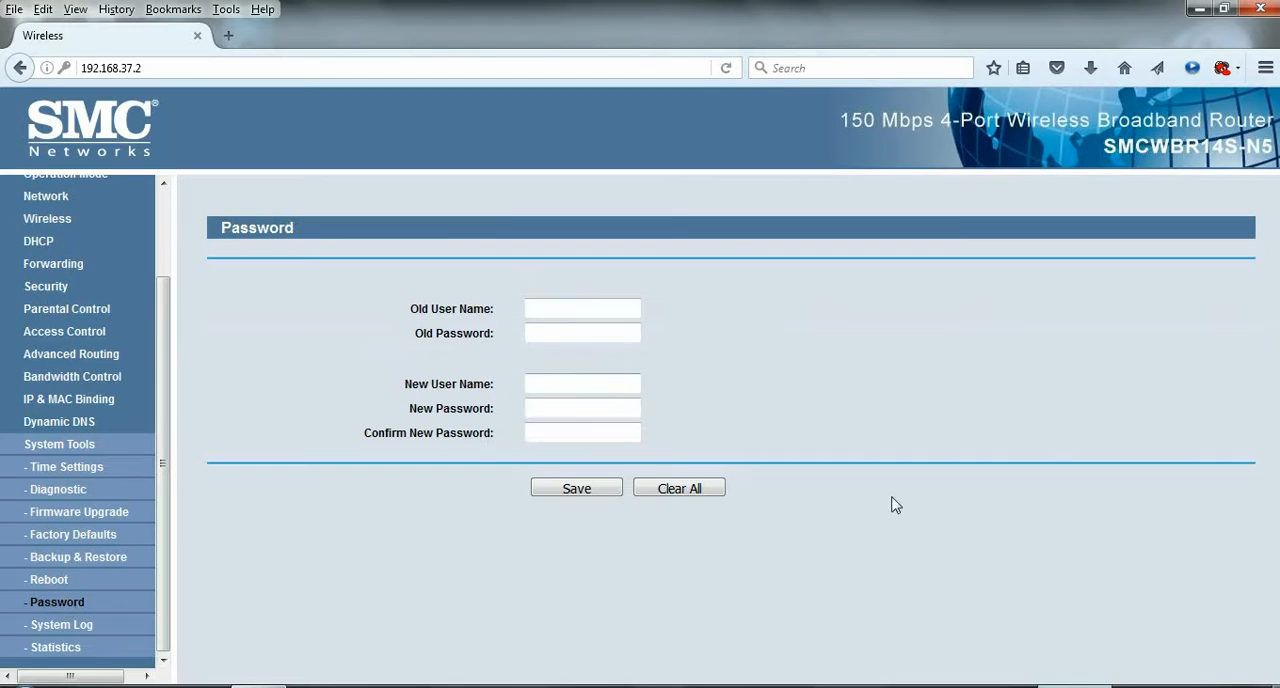 File Edit View History Bookmarks Tools Help
Wireless
192.168.37.2
Search
SMC®
Networks
150 Mbps 4-Port Wireless Broadband Router
SMCWBR14S-N5
Operation Mode
Network
Wireless
DHCP
Forwarding
Security
Parental Control
Access Control
Advanced Routing
Bandwidth Control
IP & MAC Binding
Dynamic DNS
System Tools
- Time Settings
- Diagnostic
- Firmware Upgrade
- Factory Defaults
- Backup & Restore
- Reboot
- Password
- System Log
- Statistics
Password
Old User Name:
Old Password:
New User Name:
New Password:
Confirm New Password:
Save Clear All